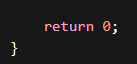 return 0;
}